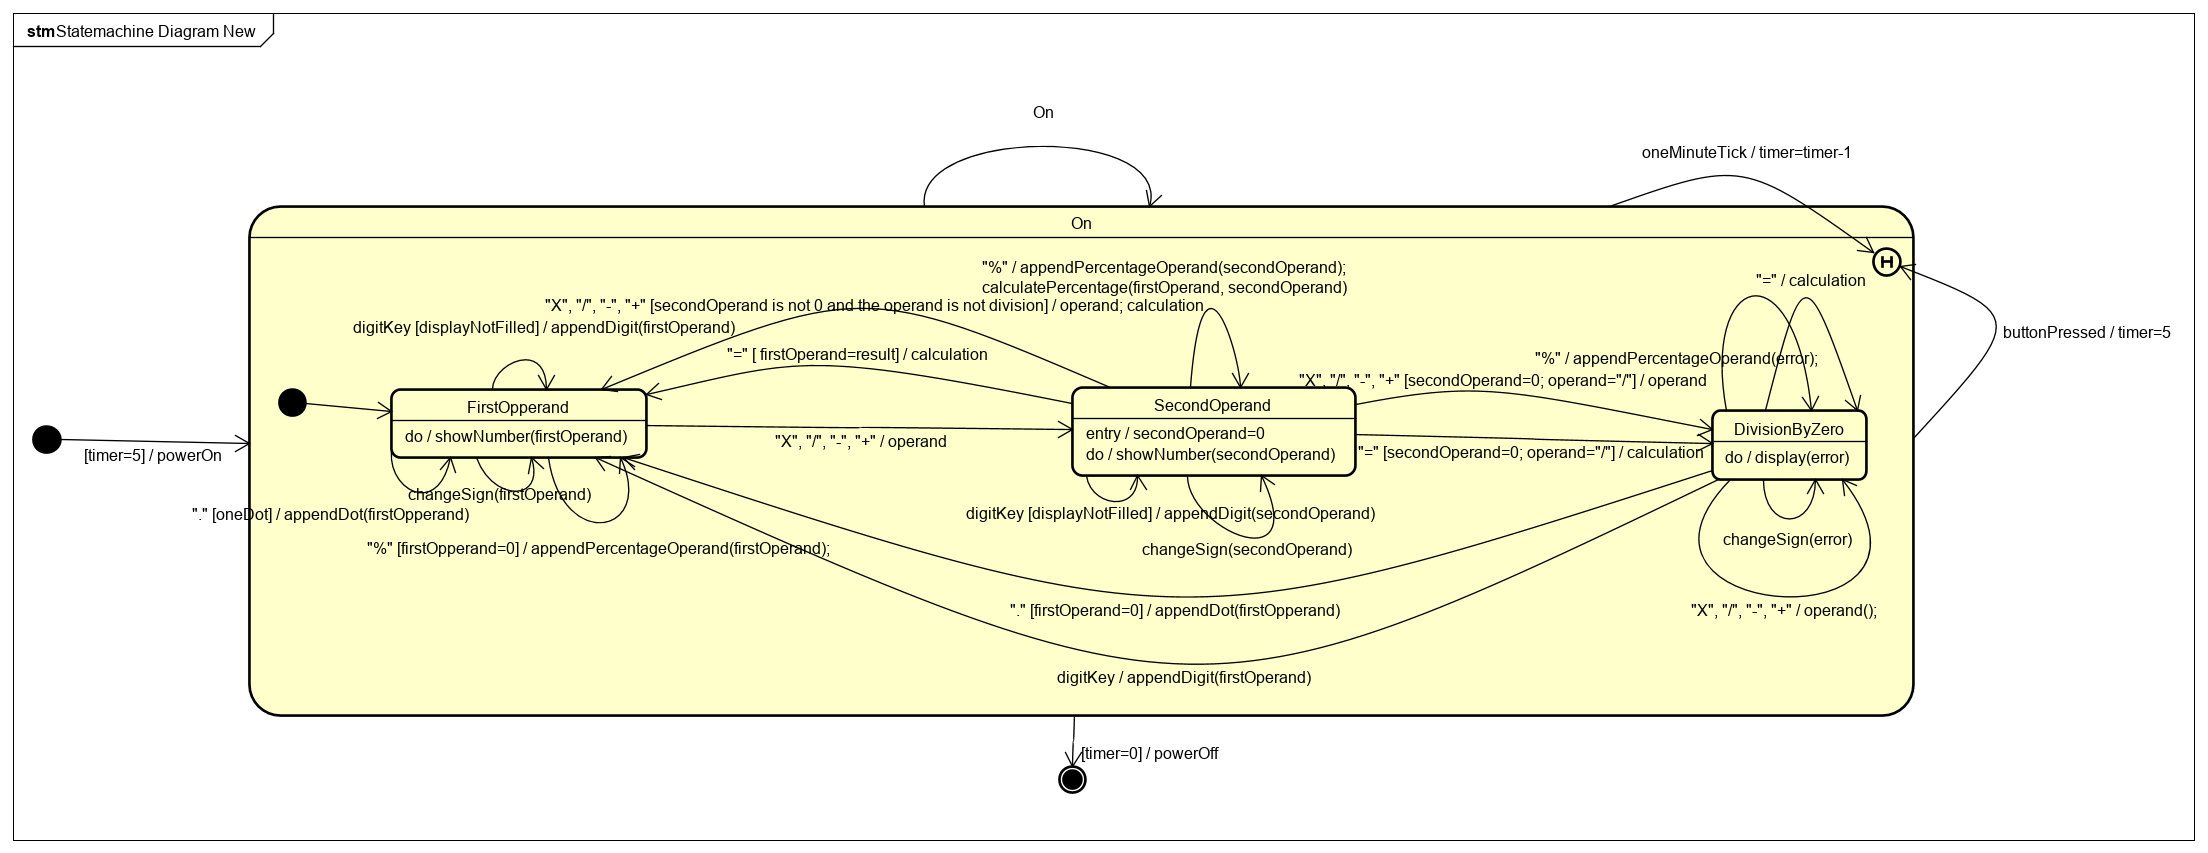 stm Statemachine Diagram New
On
oneMinuteTick / timer=timer-1
On
H
"%" / appendPercentageOperand(secondOperand);
calculatePercentage(firstOperand, secondOperand)
"=" / calculation
"X", "/", "-", "+" [secondOperand is not 0 and the operand is not division] / operand; calculation
digitKey [displayNotFilled] / appendDigit(firstOperand)
buttonPressed / timer=5
"=" [ firstOperand=result] / calculation
"%" / appendPercentageOperand(error);
"X", "/", "-", "+" [secondOperand=0; operand="/"] / operand
FirstOpperand
do / showNumber(firstOperand)
SecondOperand
entry / secondOperand=0
do / showNumber(secondOperand)
DivisionByZero
do / display(error)
"X", "/", "-", "+" / operand
[timer=5] / powerOn
"=" [secondOperand=0; operand="/"] / calculation
changeSign(firstOperand)
"." [oneDot] / appendDot(firstOpperand)
digitKey [displayNotFilled] / appendDigit(secondOperand)
"%" [firstOpperand=0] / appendPercentageOperand(firstOperand);
changeSign(secondOperand)
changeSign(error)
"." [firstOperand=0] / appendDot(firstOpperand)
"X", "/", "-", "+" / operand();
digitKey / appendDigit(firstOperand)
[timer=0] / powerOff